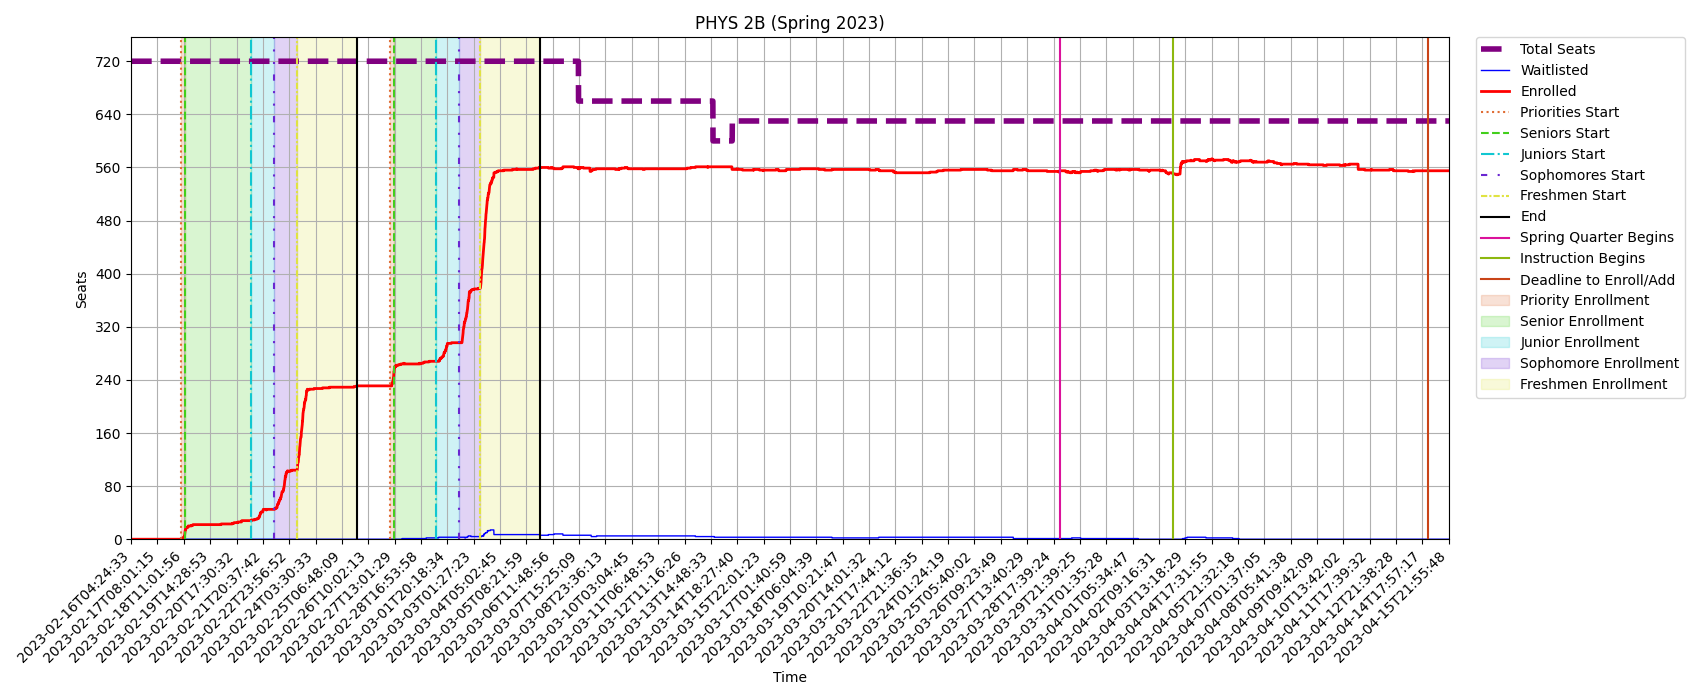 PHYS 2B (Spring 2023)
Seats
720
640
560
480
400
320
240
160
80
0
2023-02-16T04:24:33
2023-02-17T08:01:15
2023-02-18T11:01:56
2023-02-19T14:28:53
2023-02-20T17:30:32
2023-02-21T20:37:42
2023-02-22T23:56:52
2023-02-24T03:30:33
2023-02-25T06:48:09
2023-02-26T10:02:13
2023-02-27T13:01:29
2023-02-28T16:53:58
2023-03-01T20:18:34
2023-03-03T01:27:23
2023-03-04T05:02:45
2023-03-05T08:21:59
2023-03-06T11:48:56
2023-03-07T15:25:09
2023-03-08T23:36:13
2023-03-10T03:04:45
2023-03-11T06:48:53
2023-03-12T11:16:26
2023-03-13T14:48:33
2023-03-14T18:27:40
2023-03-15T22:01:23
2023-03-17T01:40:59
2023-03-18T06:04:39
2023-03-19T10:21:47
2023-03-20T14:01:32
2023-03-21T17:44:12
2023-03-22T21:36:35
2023-03-24T01:24:19
2023-03-25T05:40:02
2023-03-26T09:23:49
2023-03-27T13:40:29
2023-03-28T17:39:24
2023-03-29T21:39:25
2023-03-31T01:35:28
2023-04-01T05:34:47
2023-04-02T09:16:31
2023-04-03T13:18:29
2023-04-04T17:31:55
2023-04-05T21:32:18
2023-04-07T01:37:05
2023-04-08T05:41:38
2023-04-09T09:42:09
2023-04-10T13:42:02
2023-04-11T17:39:32
2023-04-12T21:38:28
2023-04-14T17:57:17
2023-04-15T21:55:48
Time
Total Seats
Waitlisted
Enrolled
Priorities Start
Seniors Start
Juniors Start
Sophomores Start
Freshmen Start
End
Spring Quarter Begins
Instruction Begins
Deadline to Enroll/Add
Priority Enrollment
Senior Enrollment
Junior Enrollment
Sophomore Enrollment
Freshmen Enrollment